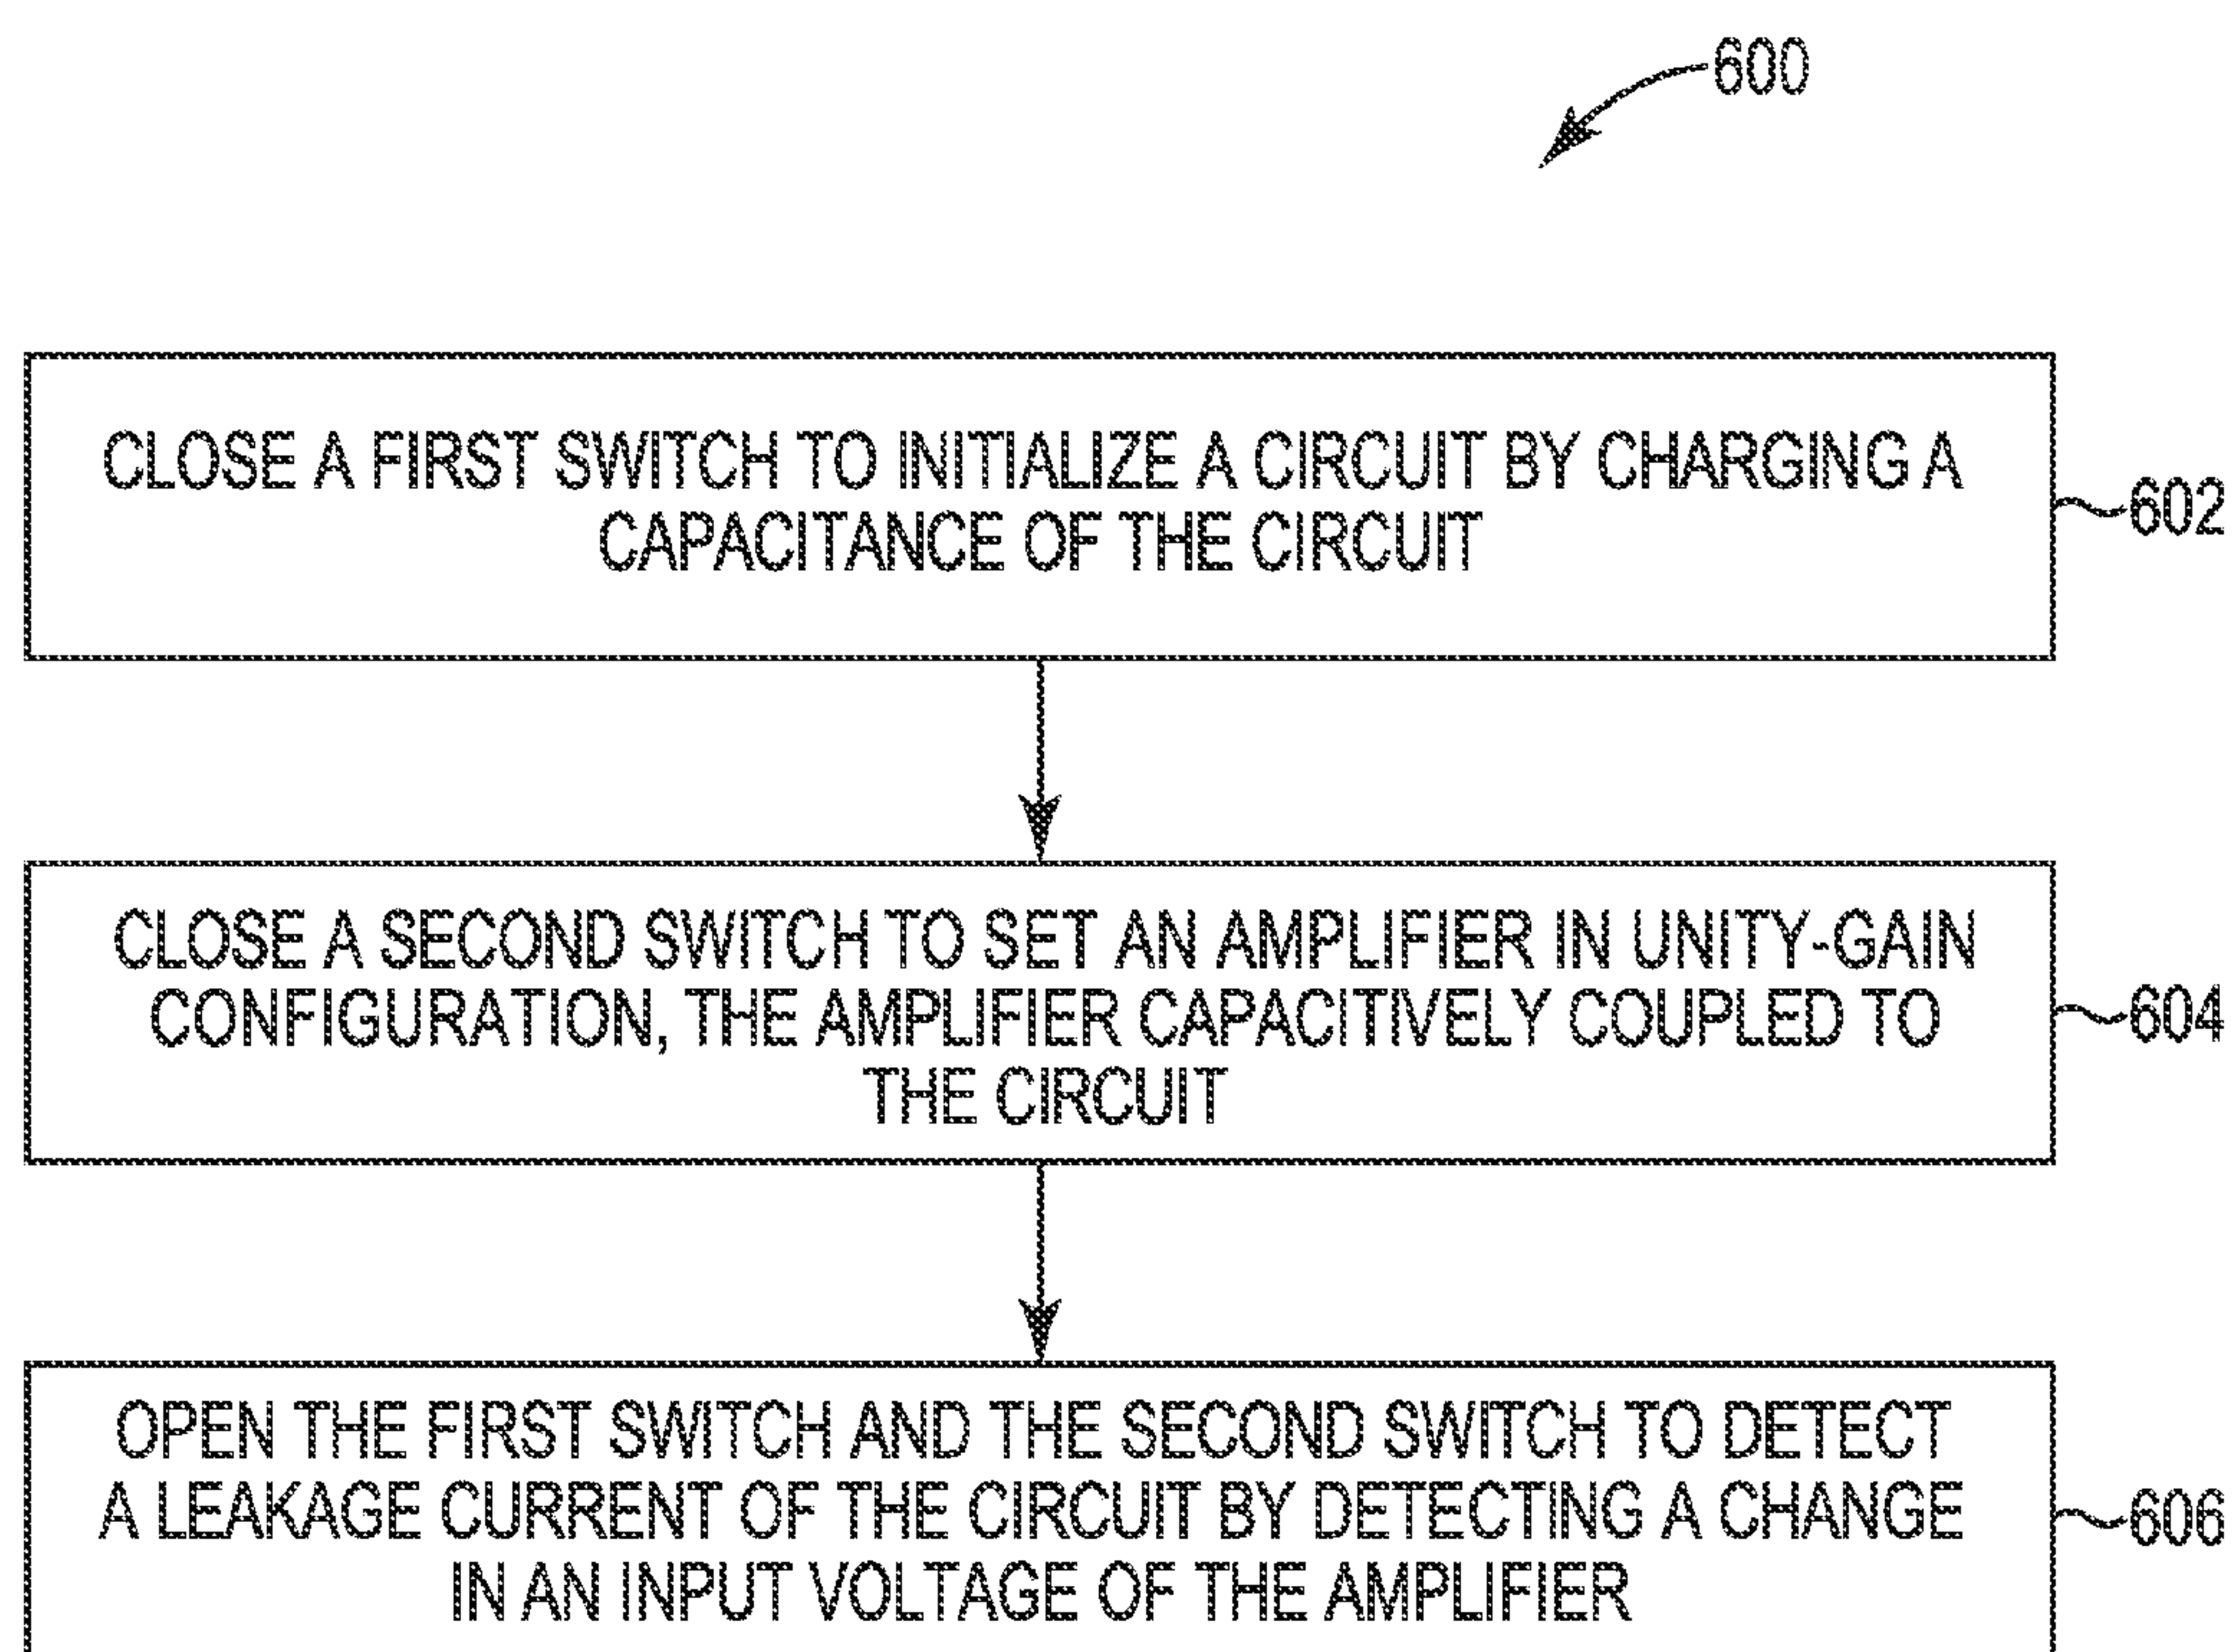 600
CLOSE A FIRST SWITCH TO INITIALIZE A CIRCUIT BY CHARGING A
CAPACITANCE OF THE CIRCUIT
602
CLOSE A SECOND SWITCH TO SET AN AMPLIFIER IN UNITY-GAIN
CONFIGURATION, THE AMPLIFIER CAPACITIVELY COUPLED TO
THE CIRCUIT
604
OPEN THE FIRST SWITCH AND THE SECOND SWITCH TO DETECT
A LEAKAGE CURRENT OF THE CIRCUIT BY DETECTING A CHANGE
IN AN INPUT VOLTAGE OF THE AMPLIFIER
606